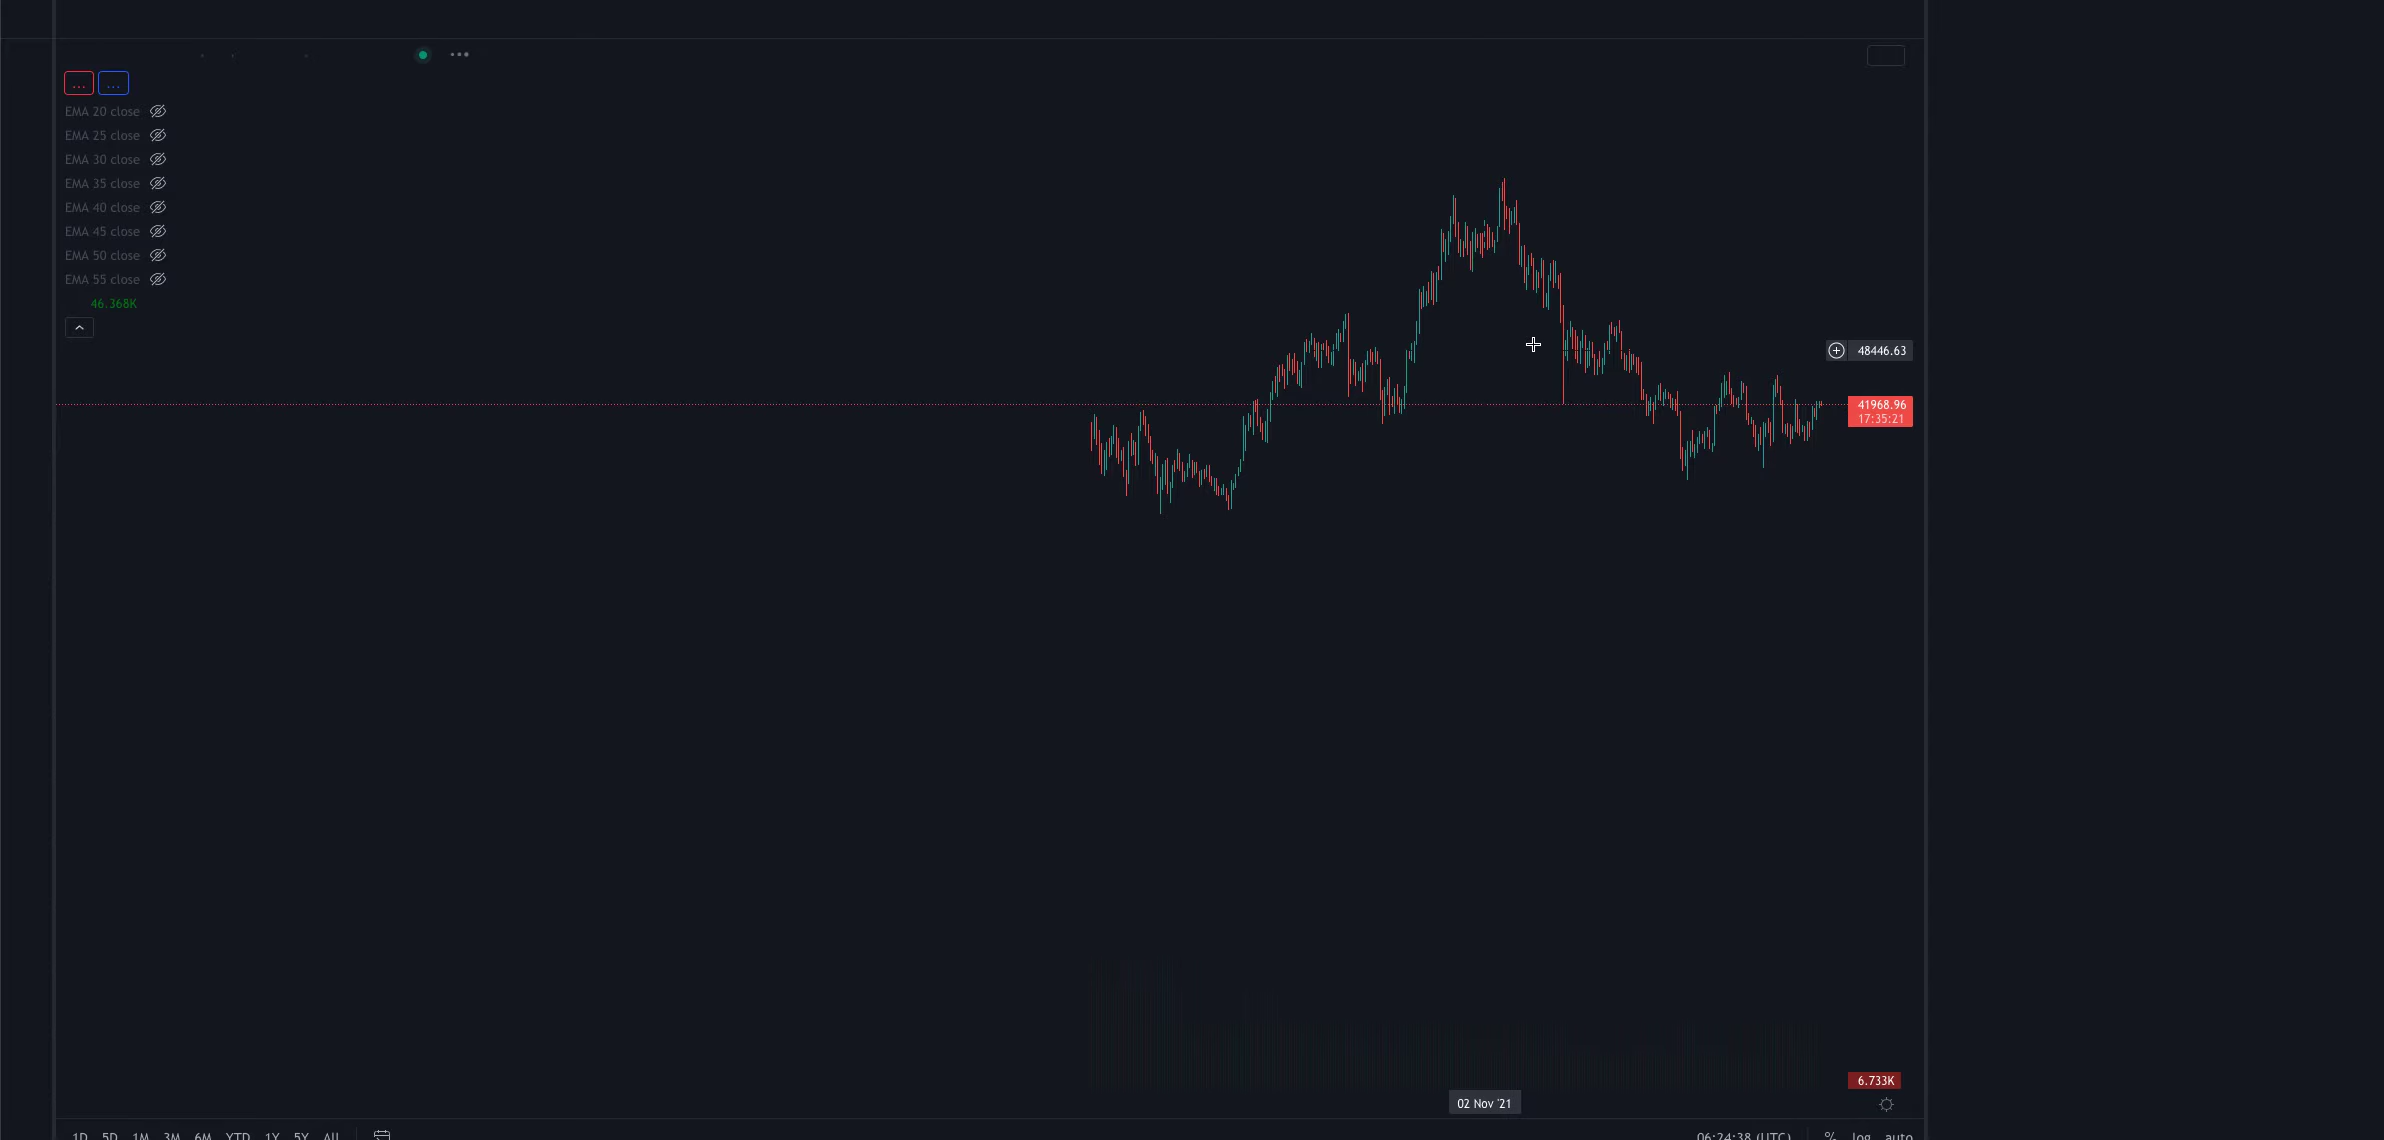 ...
...
EMA 20 close
EMA 25 close
EMA 30 close
EMA 35 close
EMA 40 close
EMA 45 close
EMA 50 close
EMA 55 close
46.368K
48446.63
41968.96
17:35:21
6.733K
02 Nov '21
1D 5D 1M 3M 6M YTD 1Y 5Y All
06:24:38 (UTC) % log auto